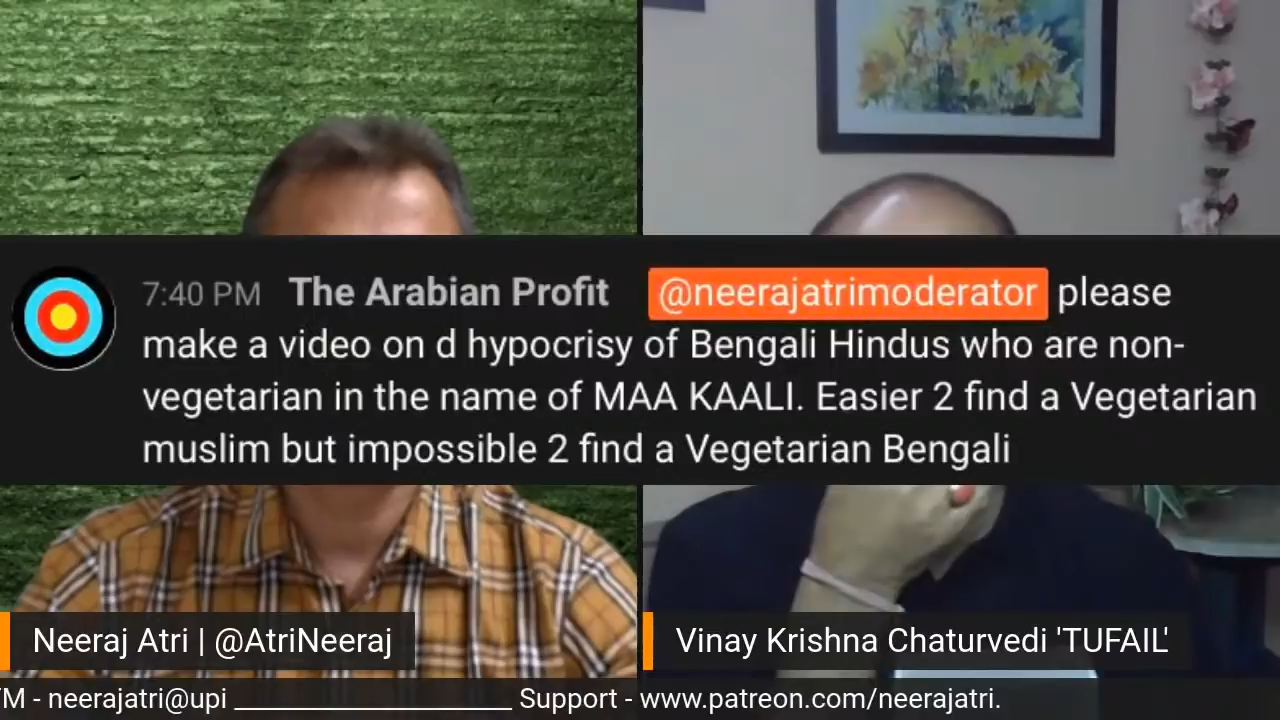 7:40 PM The Arabian Profit @neerajatrimoderator please
make a video on d hypocrisy of Bengali Hindus who are non-
vegetarian in the name of MAA KAALI. Easier 2 find a Vegetarian
muslim but impossible 2 find a Vegetarian Bengali
Neeraj Atri | @AtriNeeraj
Vinay Krishna Chaturvedi 'TUFAIL'
M - neerajatri@upi ____________________ Support - www.patreon.com/neerajatri.